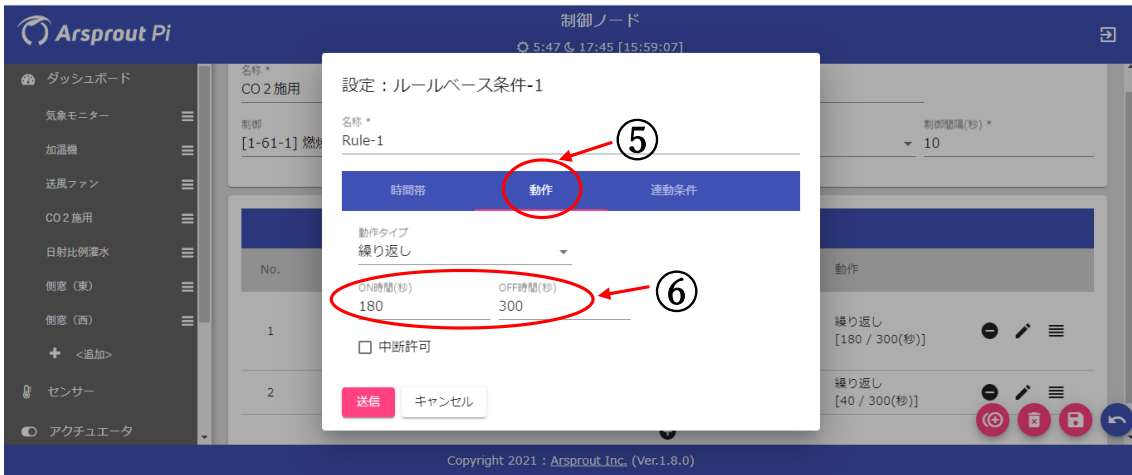 Arsprout Pi
制御ノード
5:47 17:45 [15:59:07]
ダッシュボード
気象モニター
加温機
送風ファン
CO２施用
日射比例灌水
側窓（東）
側窓（西）
<追加>
センサー
アクチュエータ
名称 *
CO２施用
制御
[1-61-1] 燃焼
制御間隔(秒) *
10
設定：ルールベース条件-1
名称 *
Rule-1
⑤
時間帯
動作
連動条件
動作タイプ
繰り返し
ON時間(秒)
OFF時間(秒)
180
300
⑥
中断許可
送信
キャンセル
No.
動作
1
繰り返し
[180 / 300(秒)]
2
繰り返し
[40 / 300(秒)]
Copyright 2021 : Arsprout Inc. (Ver.1.8.0)